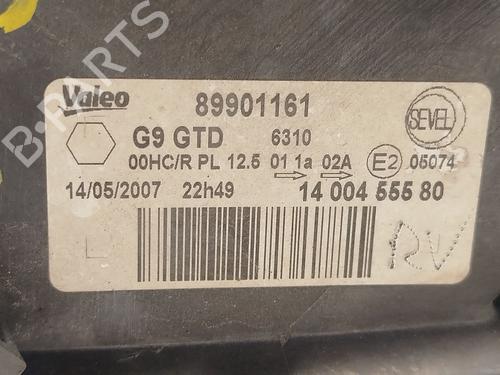 B-PARTS
Valeo 89901161 SEVEL
G9 GTD 6310
00HC/R PL 12.5 01 1a 02A E2 05074
14/05/2007 22h49 14 004 555 80
L
RV